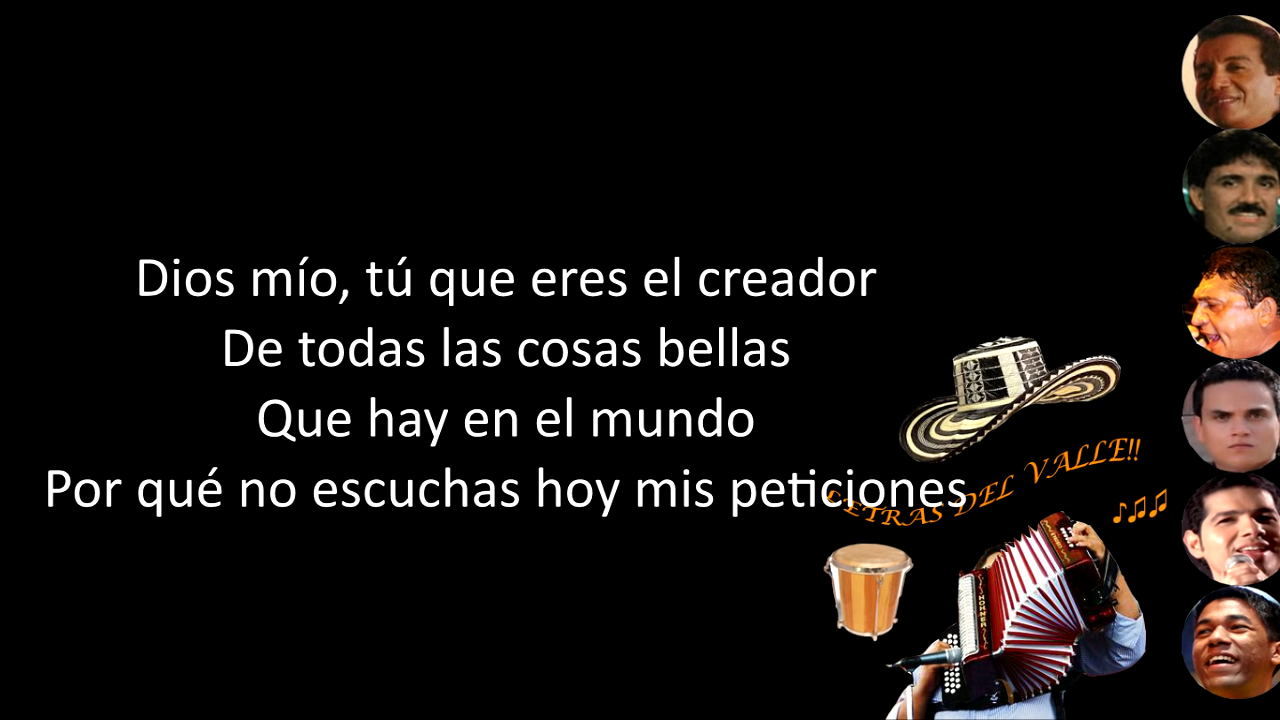 Dios mío, tú que eres el creador
De todas las cosas bellas
Que hay en el mundo
Por qué no escuchas hoy mis peticiones
LETRAS DEL VALLE!!
HOHNER